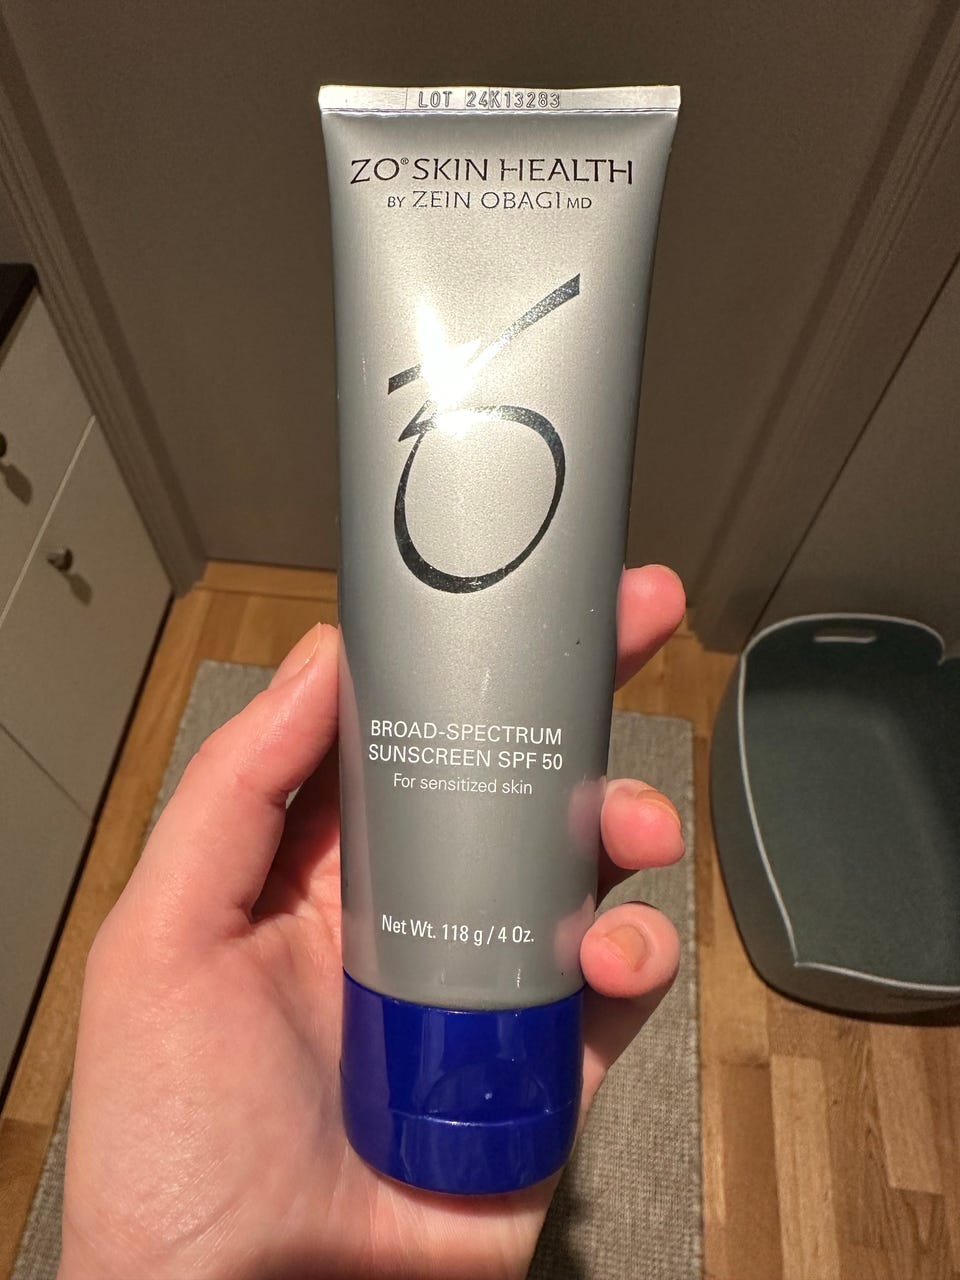 LOT 24K13283
ZO® SKIN HEALTH
BY ZEIN OBAGI MD
BROAD-SPECTRUM
SUNSCREEN SPF 50
For sensitized skin
Net Wt. 118 g / 4 Oz.